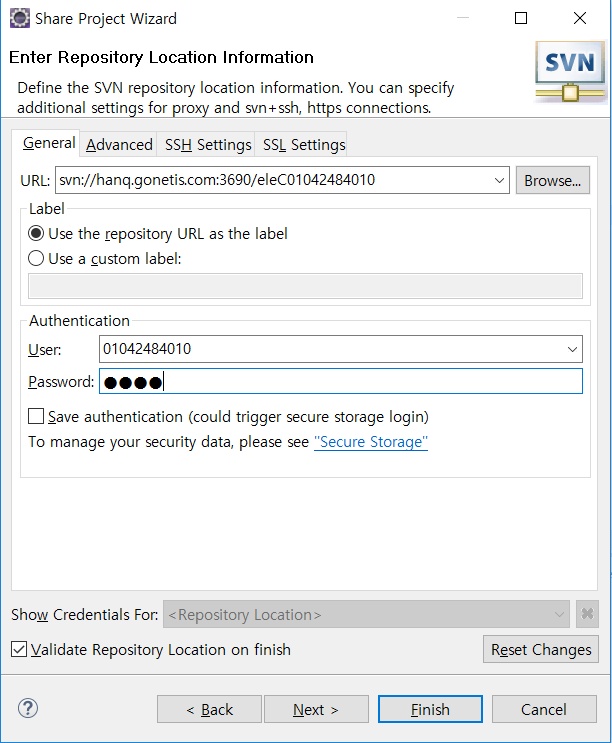 Share Project Wizard
Enter Repository Location Information
Define the SVN repository location information. You can specify
additional settings for proxy and svn+ssh, https connections.
SVN
General Advanced SSH Settings SSL Settings
URL: svn://hanq.gonetis.com:3690/eleC01042484010 Browse...
Label
Use the repository URL as the label
Use a custom label:
Authentication
User: 01042484010
Password: ●●●●
Save authentication (could trigger secure storage login)
To manage your security data, please see "Secure Storage"
Show Credentials For: <Repository Location>
Validate Repository Location on finish Reset Changes
? < Back Next > Finish Cancel